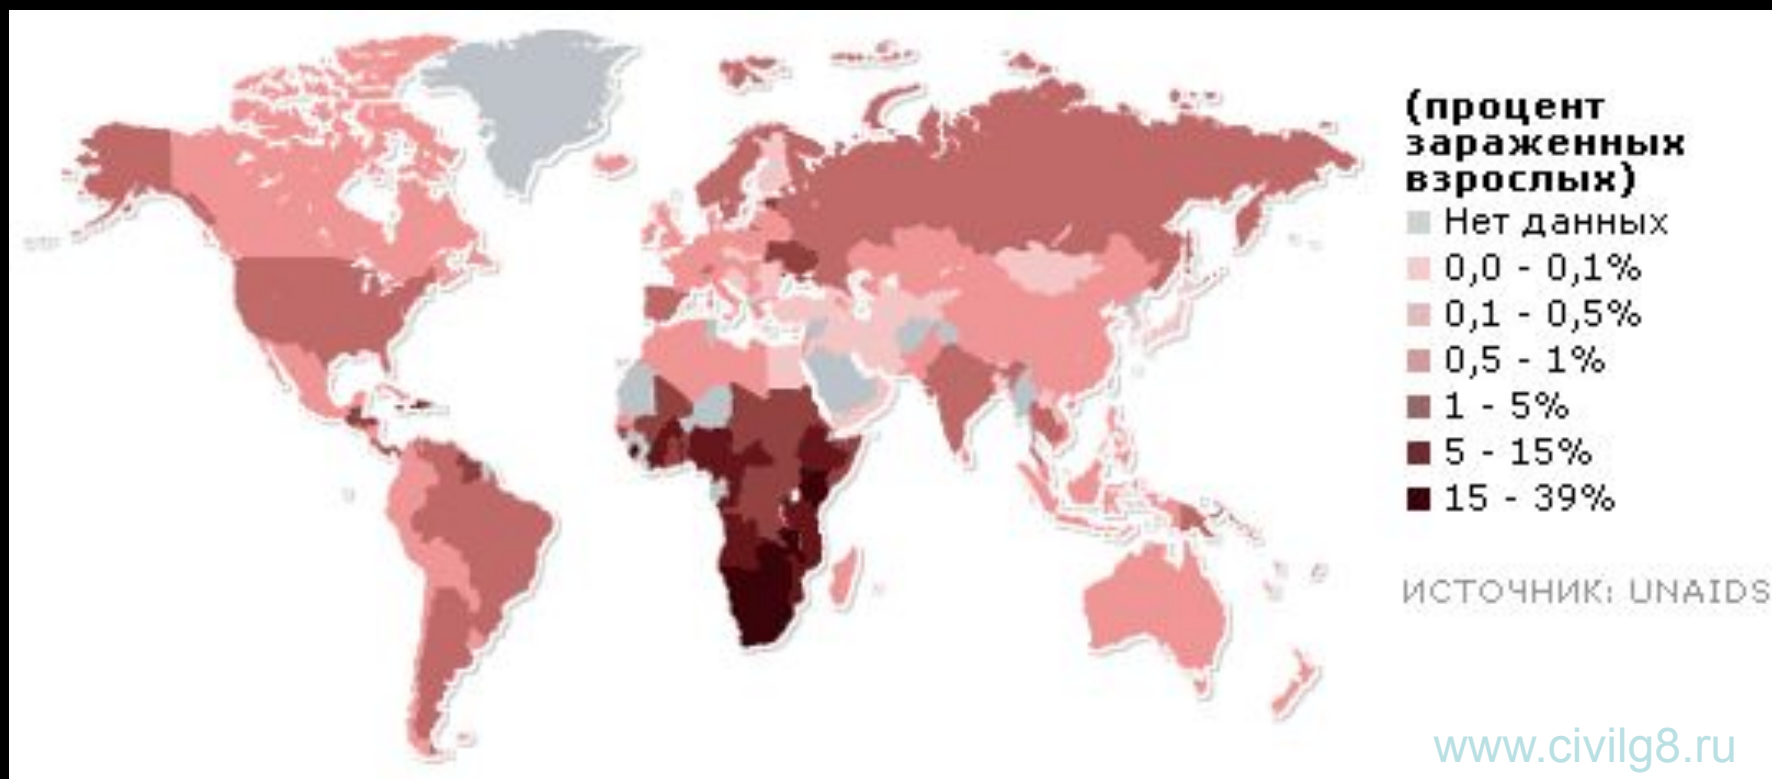 (процент
зараженных
взрослых)
Нет данных
0,0 - 0,1%
0,1 - 0,5%
0,5 - 1%
1 - 5%
5 - 15%
15 - 39%
ИСТОЧНИК: UNAIDS
www.civilg8.ru